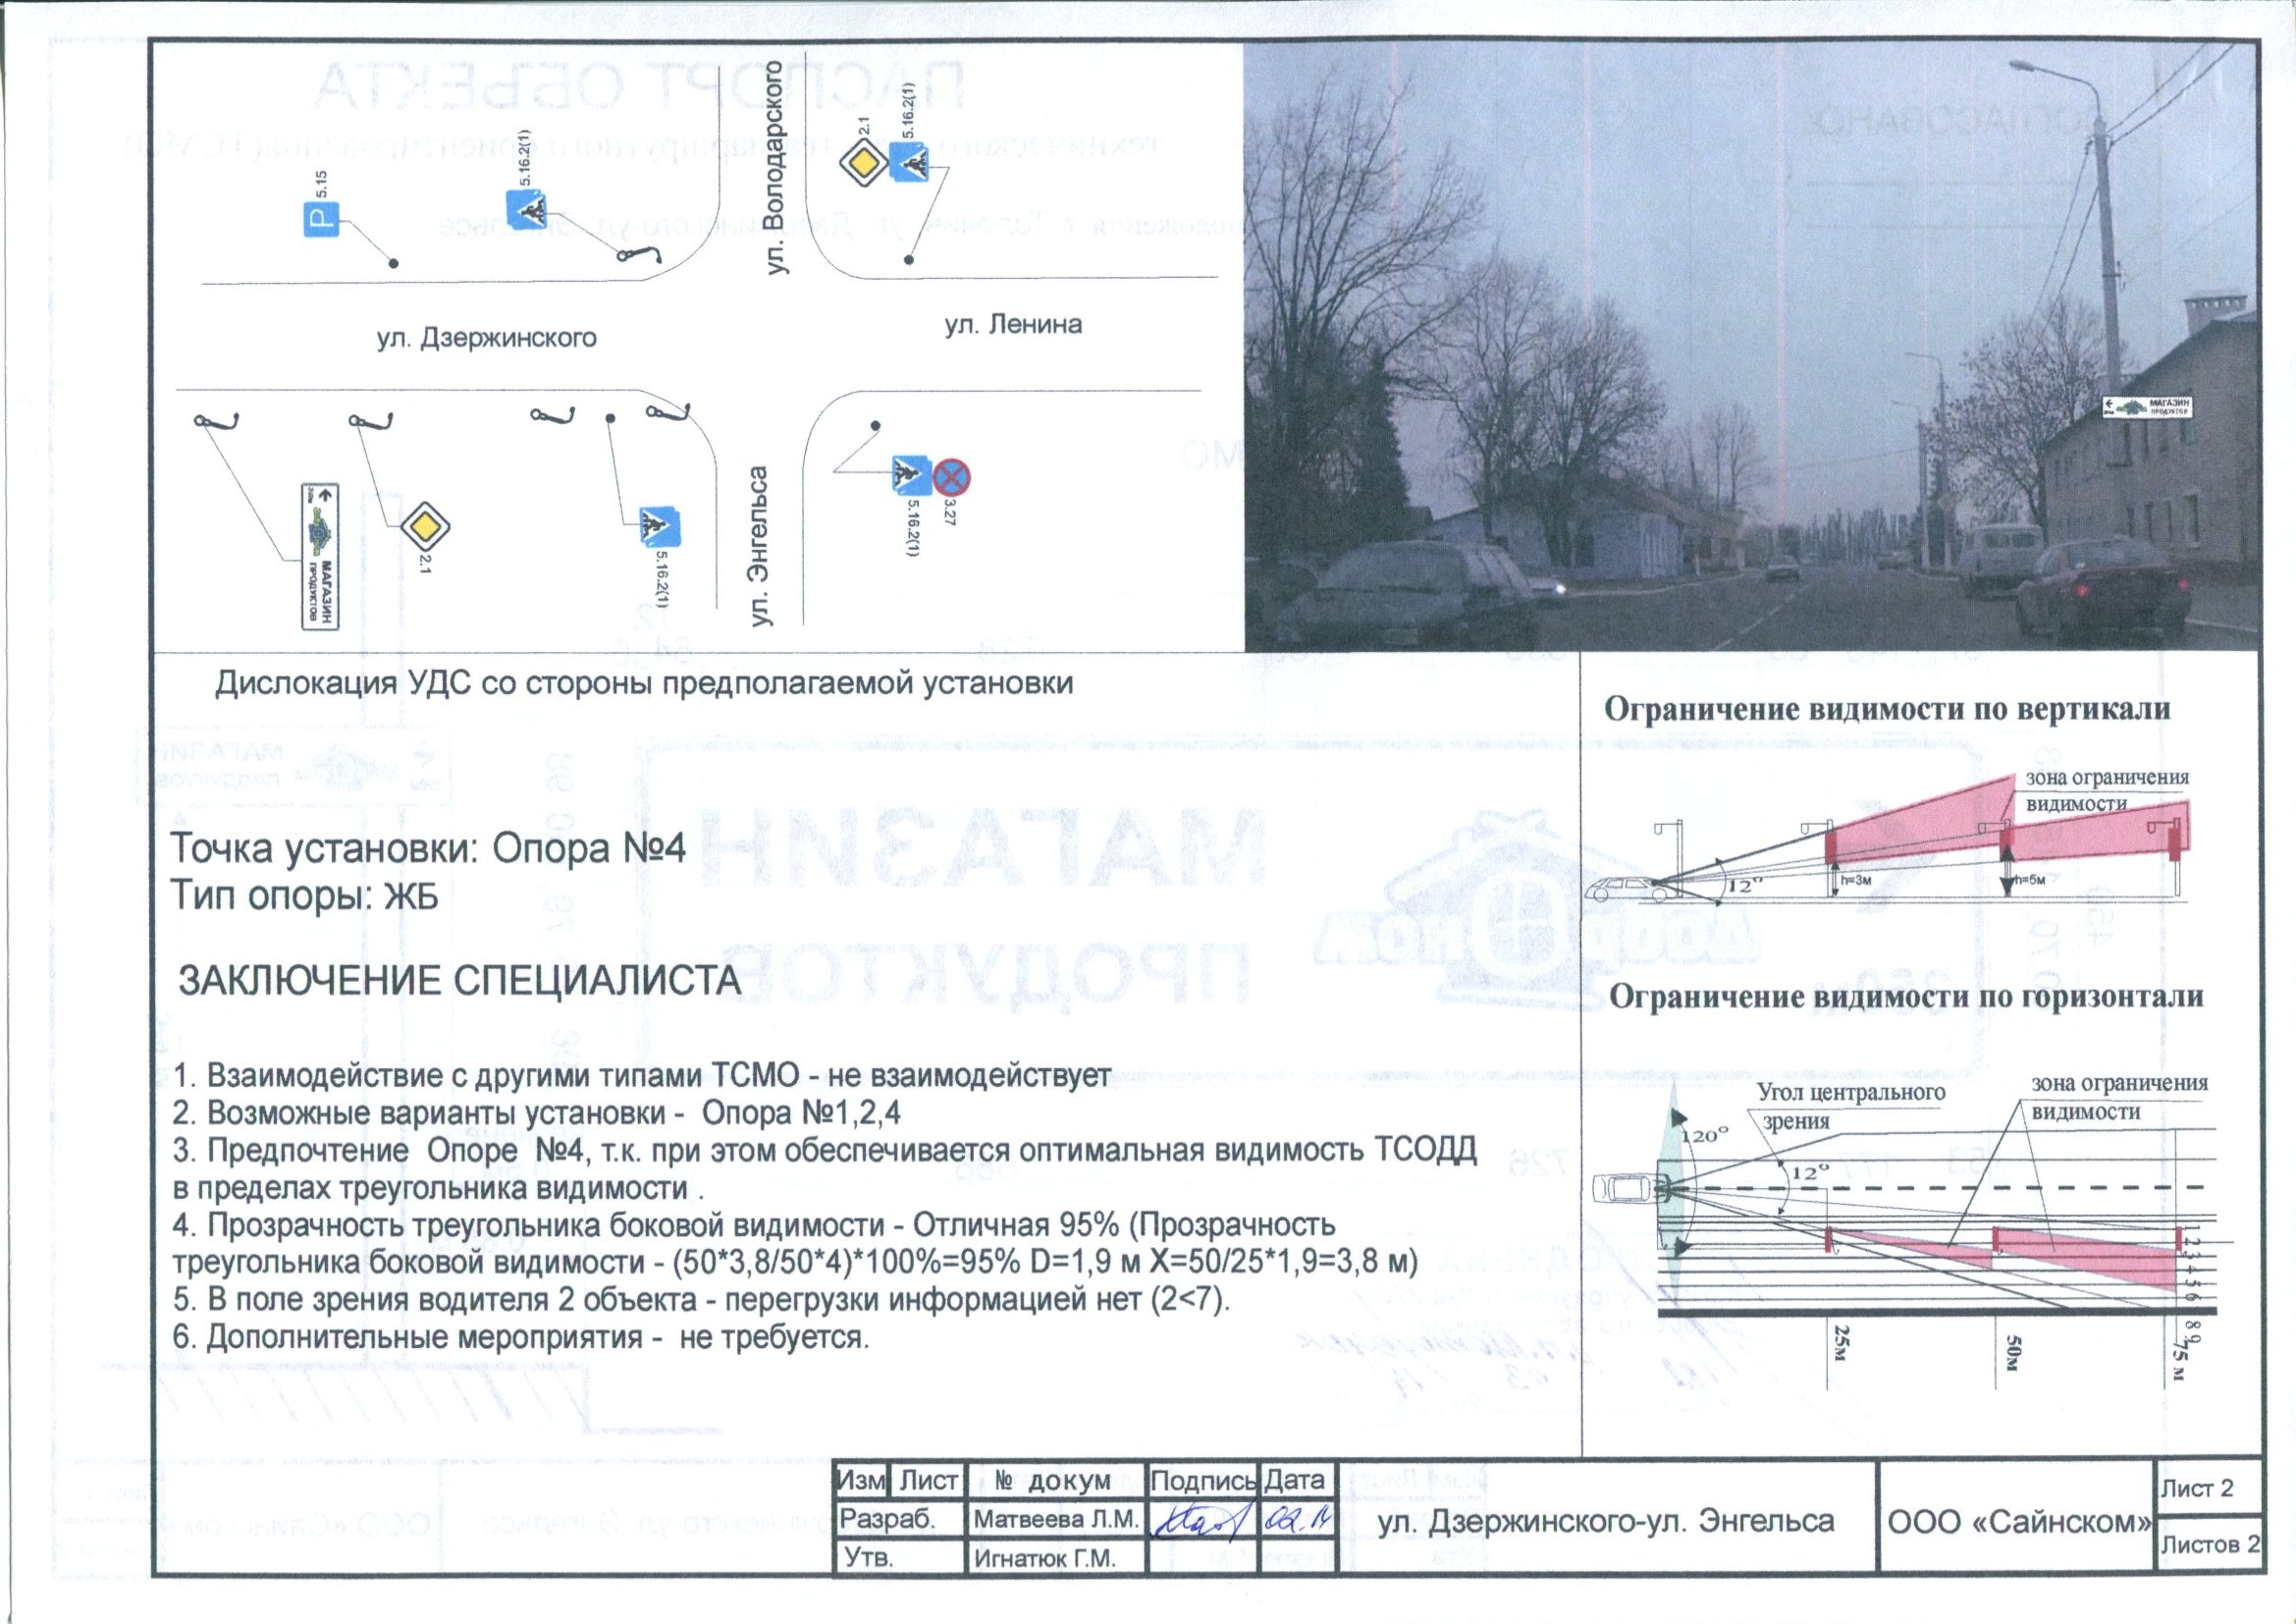 ул. Володарского
2.1
5.16.2(1)
5.16.2(1)
5.15
P
ул. Дзержинского
ул. Ленина
МАГАЗИН
ПРОДУКТОВ
2.1
5.16.2(1)
ул. Энгельса
5.16.2(1)
3.27
МАГАЗИН
ПРОДУКТОВ
Дислокация УДС со стороны предполагаемой установки
Точка установки: Опора №4
Тип опоры: ЖБ
ЗАКЛЮЧЕНИЕ СПЕЦИАЛИСТА
1. Взаимодействие с другими типами ТСМО - не взаимодействует
2. Возможные варианты установки - Опора №1,2,4
3. Предпочтение Опоре №4, т.к. при этом обеспечивается оптимальная видимость ТСОДД
в пределах треугольника видимости .
4. Прозрачность треугольника боковой видимости - Отличная 95% (Прозрачность
треугольника боковой видимости - (50*3,8/50*4)*100%=95% D=1,9 м X=50/25*1,9=3,8 м)
5. В поле зрения водителя 2 объекта - перегрузки информацией нет (2<7).
6. Дополнительные мероприятия - не требуется.
Ограничение видимости по вертикали
зона ограничения
видимости
12°
h=3м
h=5м
Ограничение видимости по горизонтали
Угол центрального
зрения
зона ограничения
видимости
120°
12°
1 2 3 4 5 6 8 9
25м
50м
75 м
Изм Лист № докум Подпись Дата
Разраб. Матвеева Л.М.
Утв. Игнатюк Г.М.
ул. Дзержинского-ул. Энгельса
ООО «Сайнском»
Лист 2
Листов 2